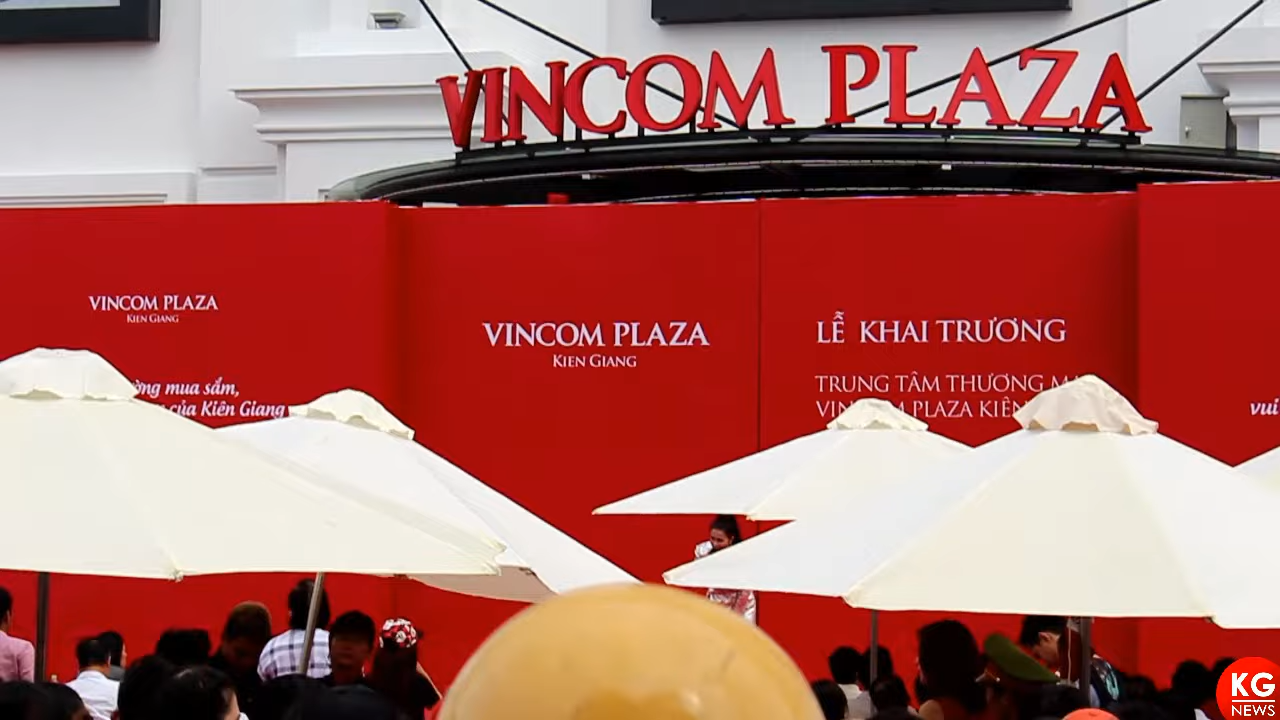 VINCOM PLAZA
VINCOM PLAZA
KIEN GIANG
mua sắm,
của Kiên Giang
VINCOM PLAZA
KIEN GIANG
LỄ KHAI TRƯƠNG
TRUNG TÂM THƯƠNG
PLAZA KIÊN
vui
KG
NEWS